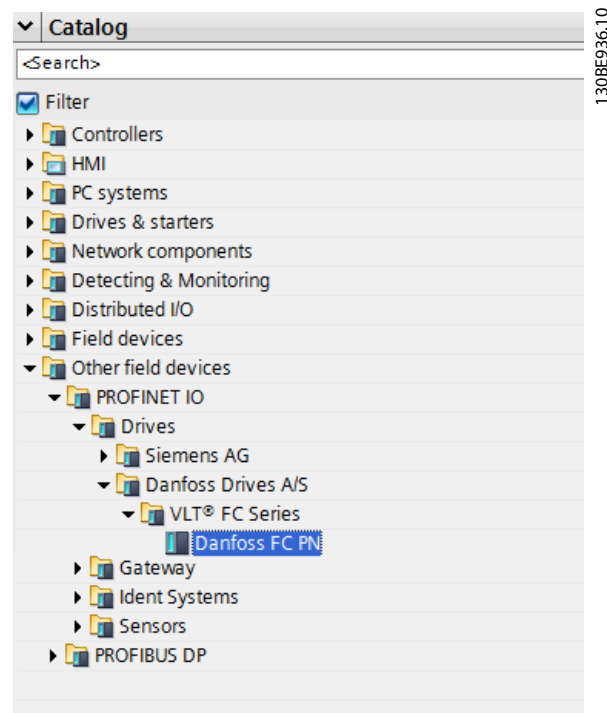 Catalog
<Search>
Filter
Controllers
HMI
PC systems
Drives & starters
Network components
Detecting & Monitoring
Distributed I/O
Field devices
Other field devices
PROFINET IO
Drives
Siemens AG
Danfoss Drives A/S
VLT® FC Series
Danfoss FC PN
Gateway
Ident Systems
Sensors
PROFIBUS DP
130BE936.10